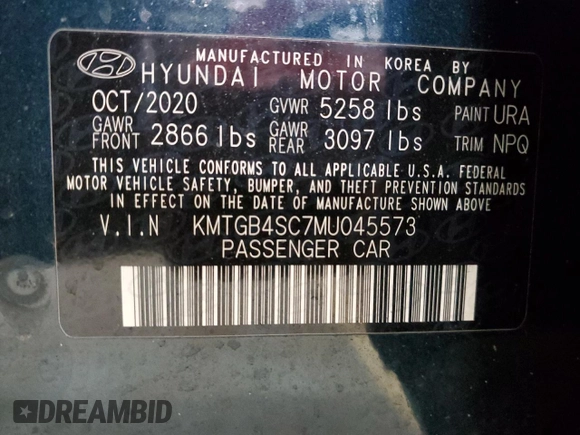 MANUFACTURED IN KOREA BY
HYUNDAI MOTOR COMPANY
OCT/2020 GVWR 5258 lbs PAINT URA
GAWR FRONT 2866 lbs GAWR REAR 3097 lbs TRIM NPQ
THIS VEHICLE CONFORMS TO ALL APPLICABLE U.S.A. FEDERAL
MOTOR VEHICLE SAFETY, BUMPER, AND THEFT PREVENTION STANDARDS
IN EFFECT ON THE DATE OF MANUFACTURE SHOWN ABOVE.
V.I.N KMTGB4SC7MU045573
PASSENGER CAR
DREAMBID